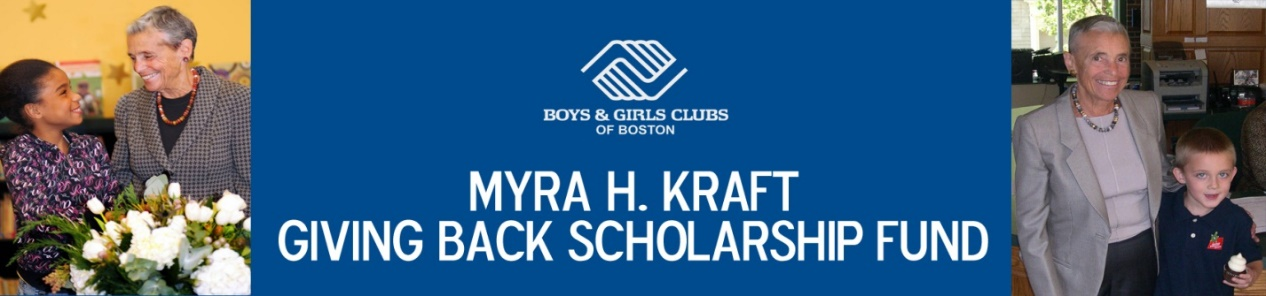 BOYS & GIRLS CLUBS
OF BOSTON
MYRA H. KRAFT
GIVING BACK SCHOLARSHIP FUND